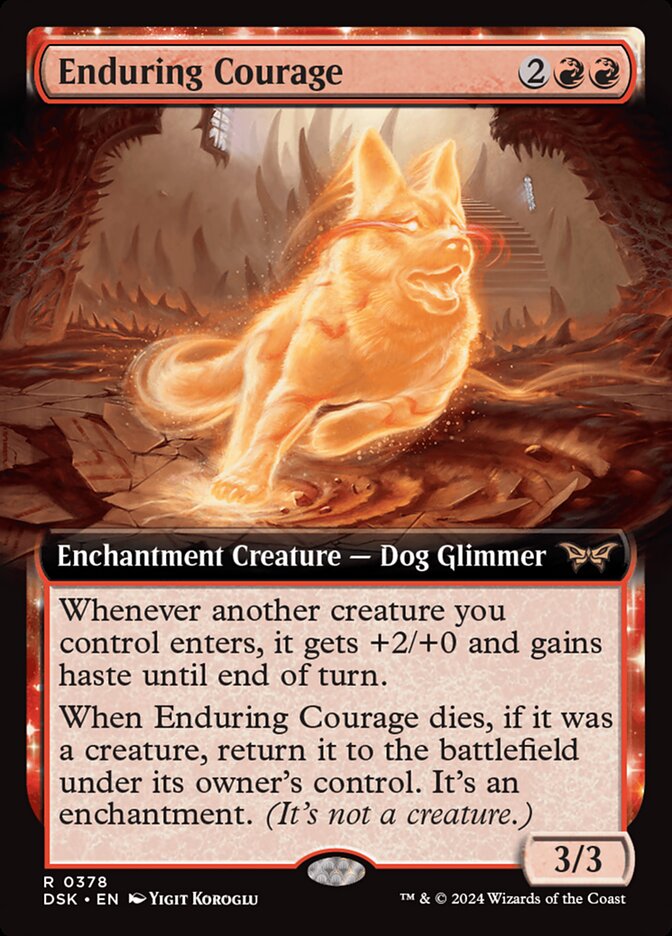 Enduring Courage 2
Enchantment Creature — Dog Glimmer
Whenever another creature you
control enters, it gets +2/+0 and gains
haste until end of turn.
When Enduring Courage dies, if it was
a creature, return it to the battlefield
under its owner's control. It's an
enchantment. (It's not a creature.)
3/3
R 0378
DSK • EN Yigit Koroglu
™ & © 2024 Wizards of the Coast